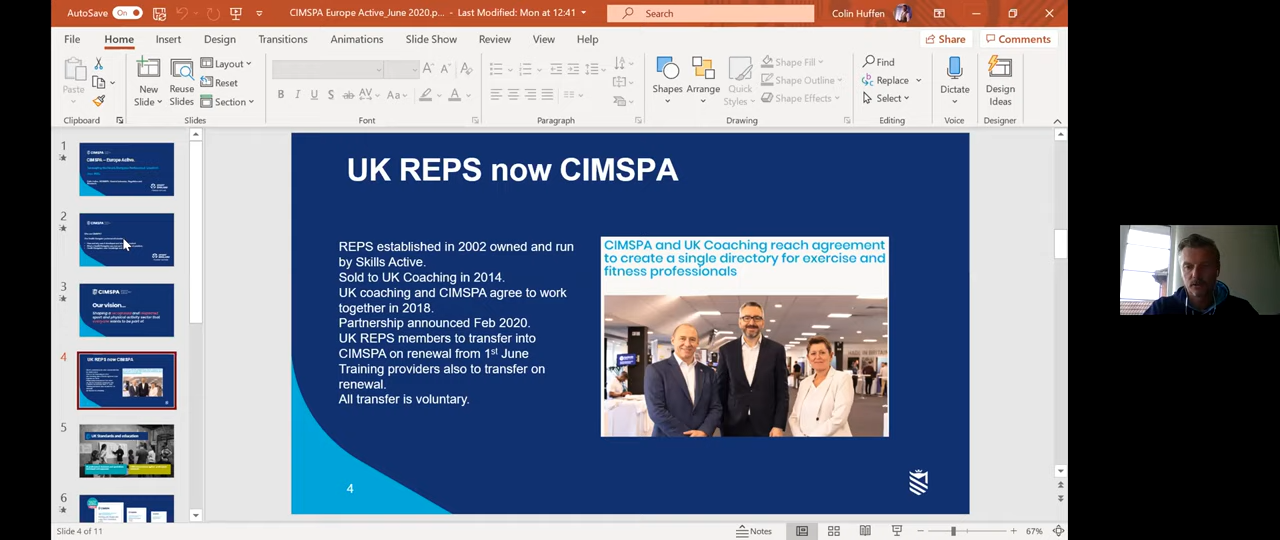 AutoSave On
CIMSPA Europe Active_June 2020.p... - Last Modified: Mon at 12:41
Search
Colin Huffen
File Home Insert Design Transitions Animations Slide Show Review View Help
Share Comments
Paste
New
Slide
Reuse
Slides
Layout
Reset
Section
Shapes
Arrange
Quick
Styles
Shape Fill
Shape Outline
Shape Effects
Find
Replace
Select
Dictate
Design
Ideas
Clipboard Slides Font Paragraph Drawing Editing Voice Designer
1
CIMSPA – Europe Active.
2
3
CIMSPA
Our vision...
4
UK REPS now CIMSPA
5
UK Standards and education
6
UK REPS now CIMSPA
REPS established in 2002 owned and run
by Skills Active.
Sold to UK Coaching in 2014.
UK coaching and CIMSPA agree to work
together in 2018
Partnership announced Feb 2020.
UK REPS members to transfer into
CIMSPA on renewal from 1st June
Training providers also to transfer on
renewal.
All transfer is voluntary.
CIMSPA and UK Coaching reach agreement
to create a single directory for exercise and
fitness professionals
4
Slide 4 of 11
Notes
67%